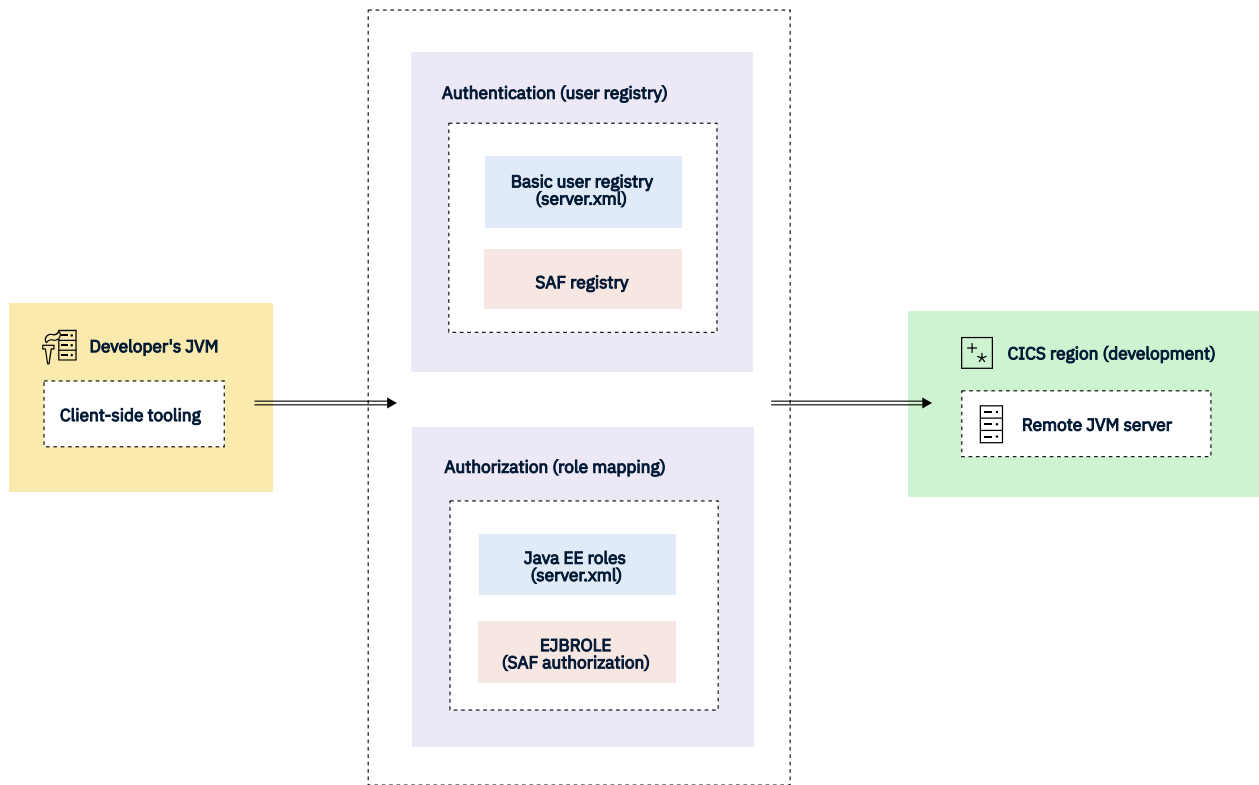 Authentication (user registry)
Basic user registry
(server.xml)
SAF registry
Developer's JVM
Client-side tooling
CICS region (development)
Remote JVM server
Authorization (role mapping)
Java EE roles
(server.xml)
EJBROLE
(SAF authorization)